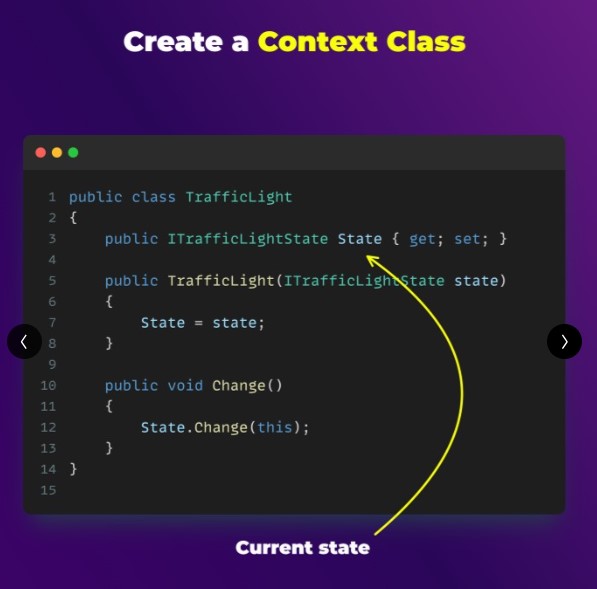 Create a Context Class
1 public class TrafficLight
2 {
3     public ITrafficLightState State { get; set; }
4
5     public TrafficLight(ITrafficLightState state)
6     {
7         State = state;
8     }
9
10     public void Change()
11     {
12         State.Change(this);
13     }
14 }
15
Current state